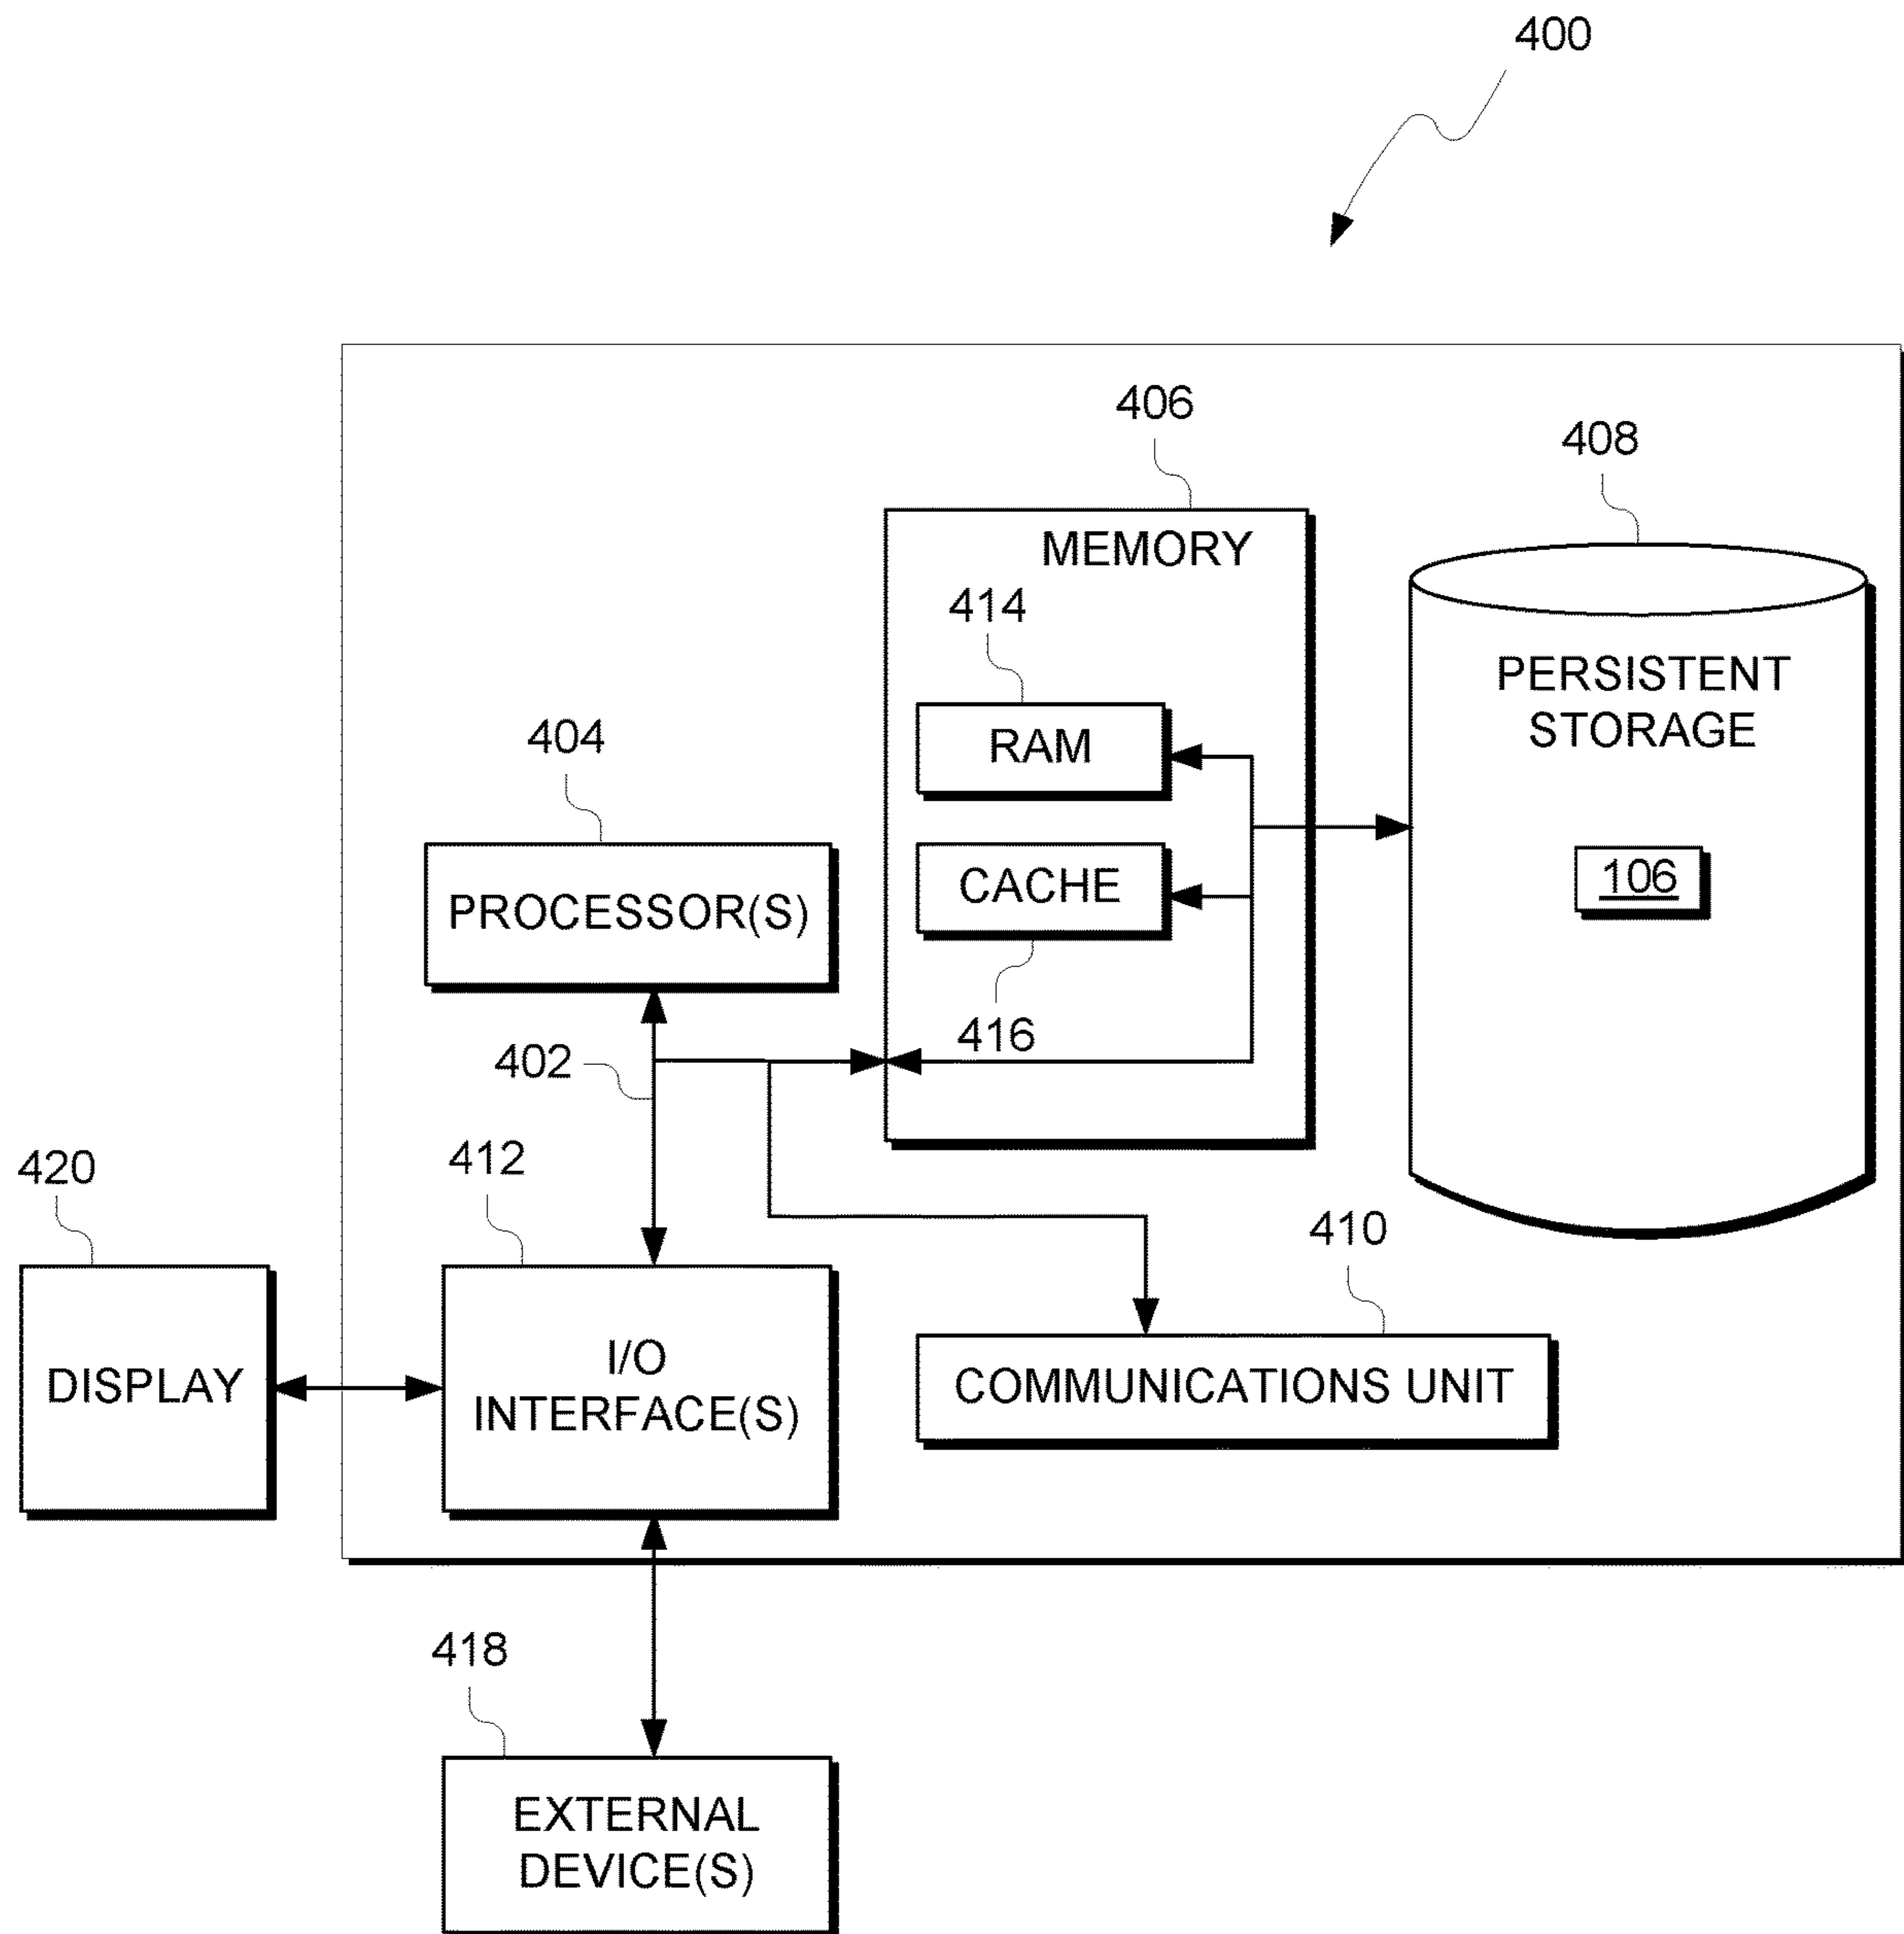 400
406
408
MEMORY
414
PERSISTENT
STORAGE
RAM
404
CACHE
106
PROCESSOR(S)
416
402
412
420
410
I/O
INTERFACE(S)
DISPLAY
COMMUNICATIONS UNIT
418
EXTERNAL
DEVICE(S)